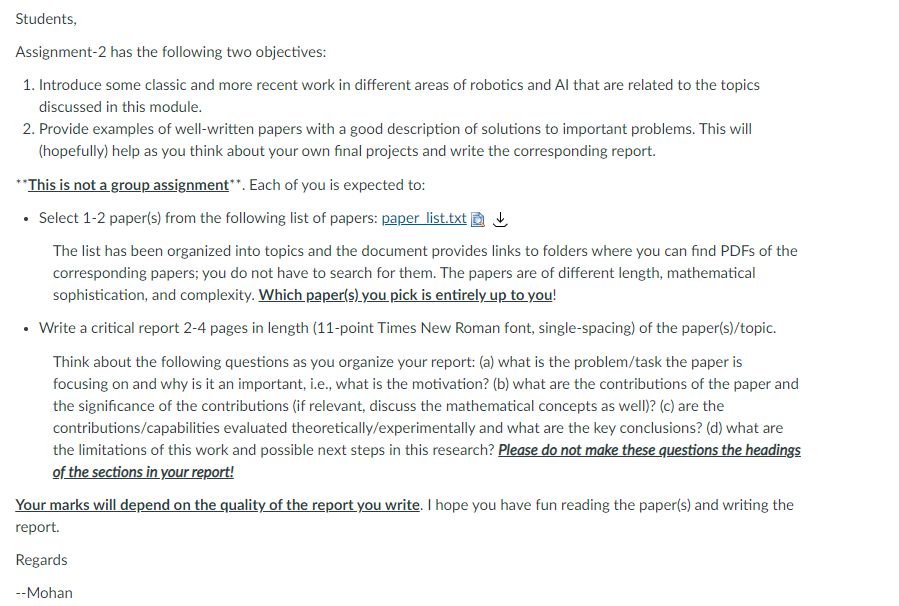 Students,
Assignment-2 has the following two objectives:
1. Introduce some classic and more recent work in different areas of robotics and AI that are related to the topics
discussed in this module.
2. Provide examples of well-written papers with a good description of solutions to important problems. This will
(hopefully) help as you think about your own final projects and write the corresponding report.
**This is not a group assignment**. Each of you is expected to:
• Select 1-2 paper(s) from the following list of papers: paper_list.txt
The list has been organized into topics and the document provides links to folders where you can find PDFs of the
corresponding papers; you do not have to search for them. The papers are of different length, mathematical
sophistication, and complexity. Which paper(s) you pick is entirely up to you!
• Write a critical report 2-4 pages in length (11-point Times New Roman font, single-spacing) of the paper(s)/topic.
Think about the following questions as you organize your report: (a) what is the problem/task the paper is
focusing on and why is it an important, i.e., what is the motivation? (b) what are the contributions of the paper and
the significance of the contributions (if relevant, discuss the mathematical concepts as well)? (c) are the
contributions/capabilities evaluated theoretically/experimentally and what are the key conclusions? (d) what are
the limitations of this work and possible next steps in this research? Please do not make these questions the headings
of the sections in your report!
Your marks will depend on the quality of the report you write. I hope you have fun reading the paper(s) and writing the
report.
Regards
--Mohan